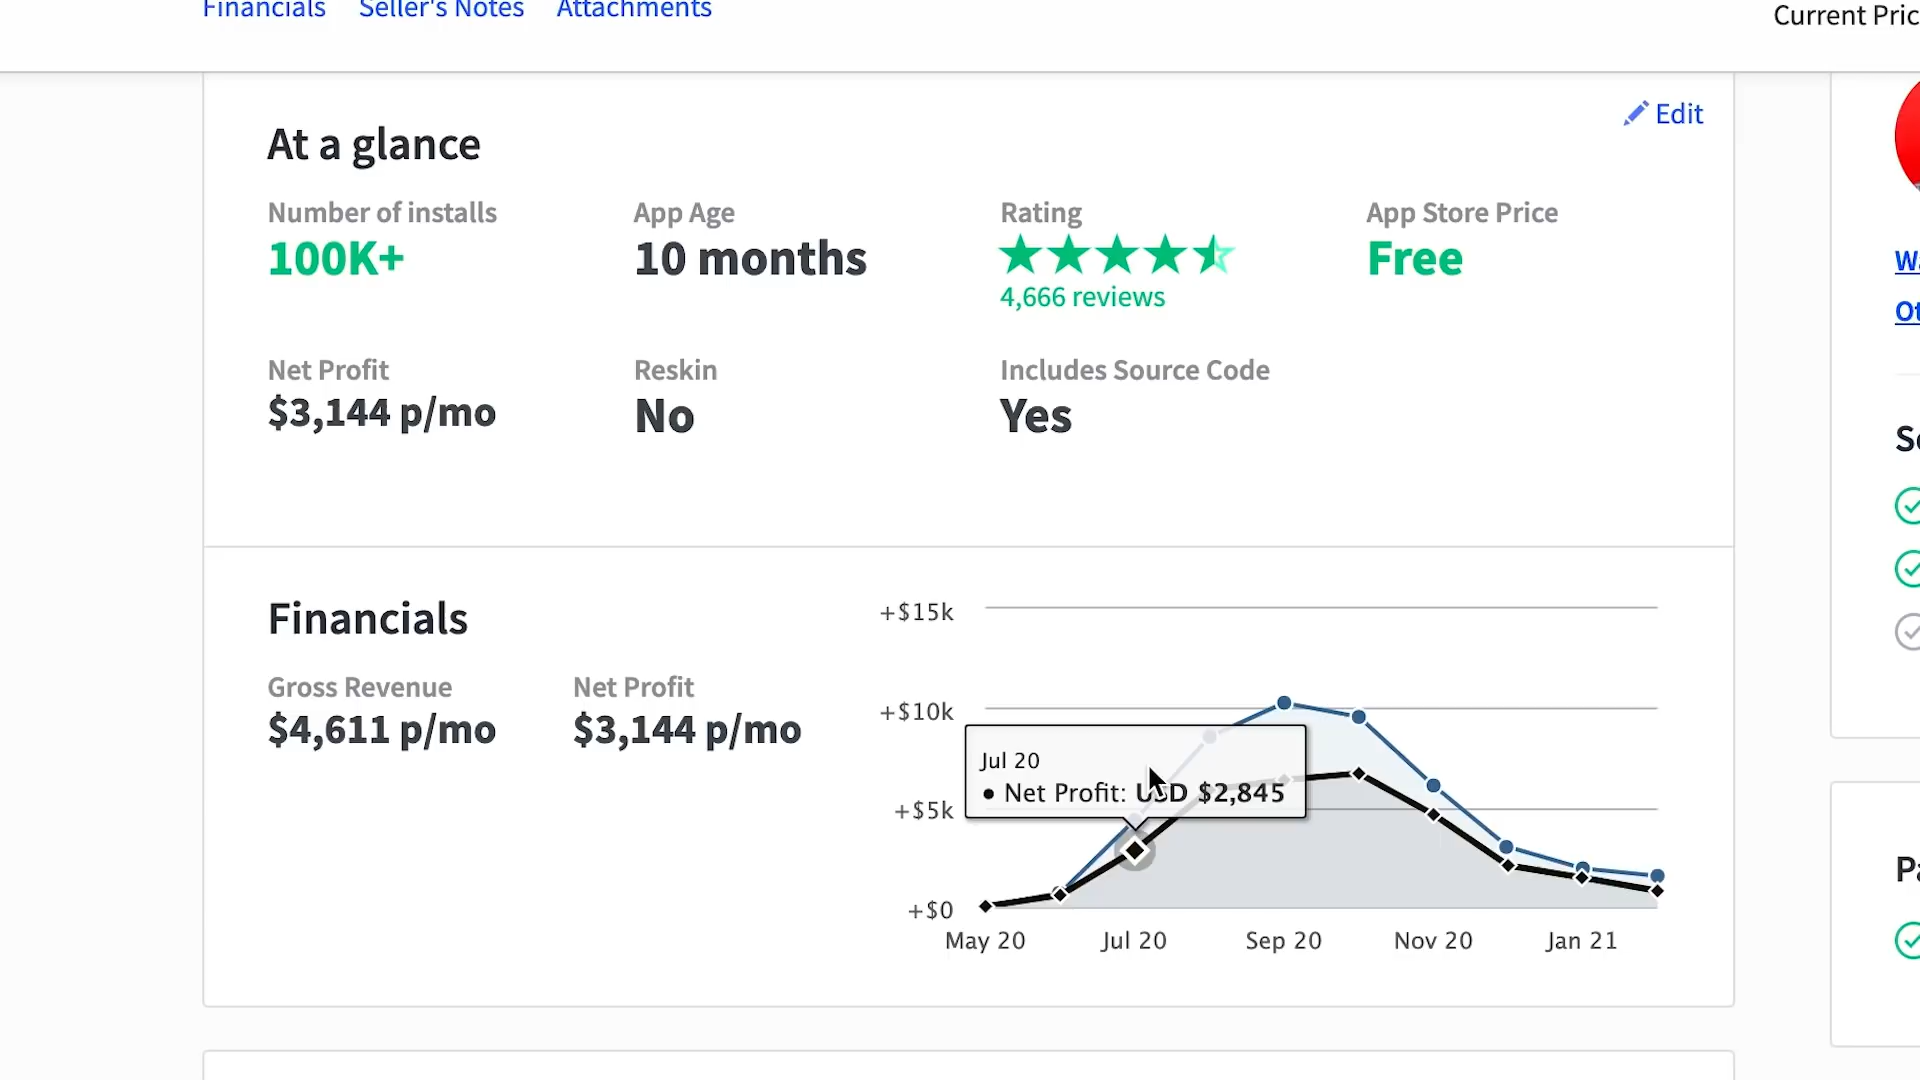 Financials Seller's Notes Attachments
Current Pric
Edit
At a glance
Number of installs App Age Rating App Store Price
100K+ 10 months Free
4,666 reviews
Net Profit Reskin Includes Source Code
$3,144 p/mo No Yes
Financials
Gross Revenue Net Profit
$4,611 p/mo $3,144 p/mo
+$15k
+$10k
+$5k
+$0
Jul 20
Net Profit: USD $2,845
May 20 Jul 20 Sep 20 Nov 20 Jan 21